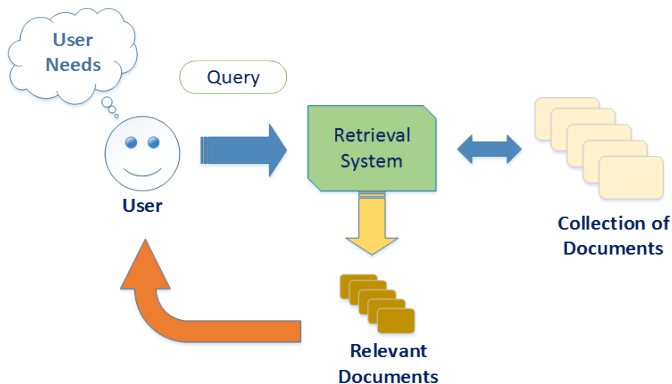 User
Needs
Query
Retrieval
System
User
Collection of
Documents
Relevant
Documents